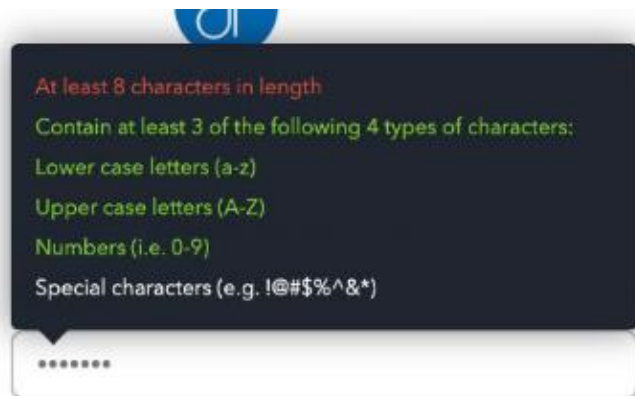 At least 8 characters in length
Contain at least 3 of the following 4 types of characters:
Lower case letters (a-z)
Upper case letters (A-Z)
Numbers (i.e. 0-9)
Special characters (e.g. !@#$%^&*)
•••••••